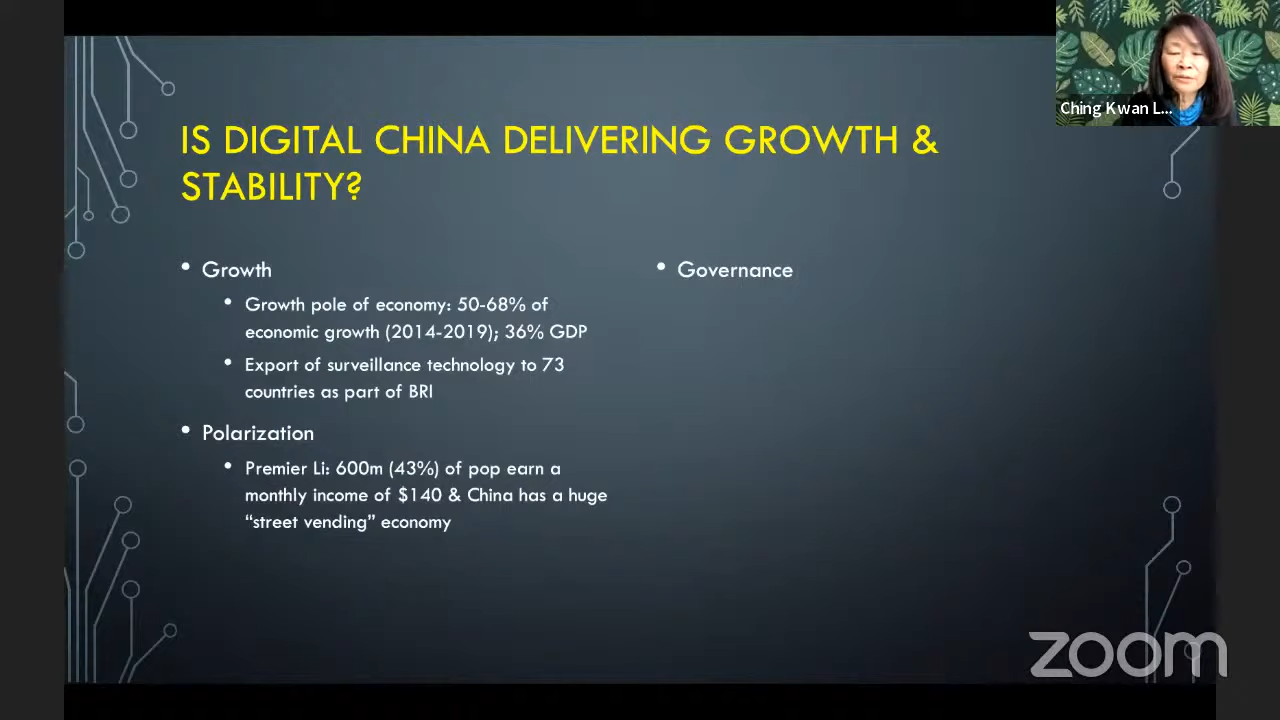 Ching Kwan L...
IS DIGITAL CHINA DELIVERING GROWTH &
STABILITY?
• Growth
• Growth pole of economy: 50-68% of
economic growth (2014-2019); 36% GDP
• Export of surveillance technology to 73
countries as part of BRI
• Polarization
• Premier Li: 600m (43%) of pop earn a
monthly income of $140 & China has a huge
“street vending” economy
• Governance
zoom